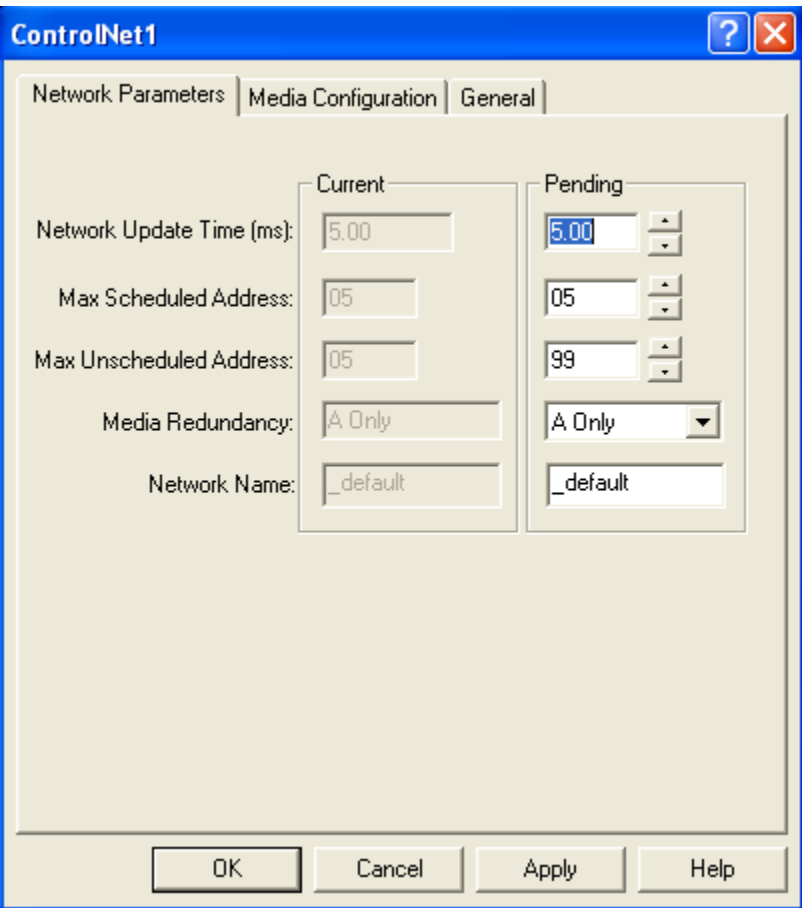 ControlNet1
Network Parameters Media Configuration General
Current Pending
Network Update Time (ms): 5.00 5.00
Max Scheduled Address: 05 05
Max Unscheduled Address: 05 99
Media Redundancy: A Only A Only
Network Name: _default _default
OK Cancel Apply Help